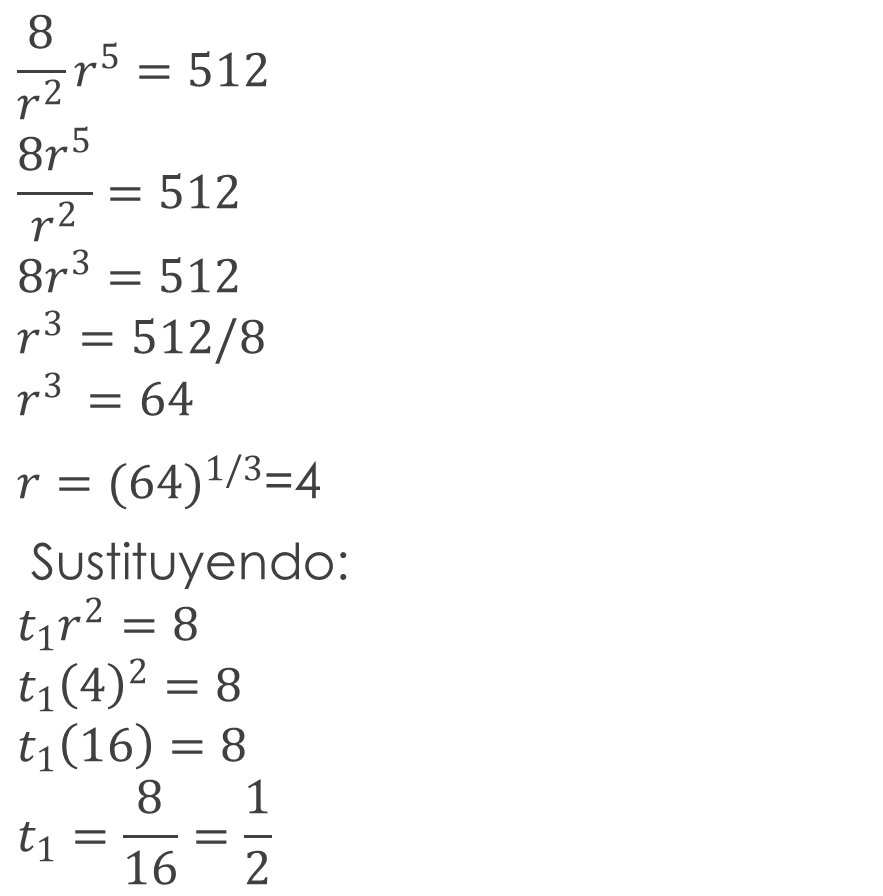 8/r² r⁵ = 512
8r⁵/r² = 512
8r³ = 512
r³ = 512/8
r³ = 64
r = (64)¹/³=4
Sustituyendo:
t₁r² = 8
t₁(4)² = 8
t₁(16) = 8
t₁ = 8/16 = 1/2